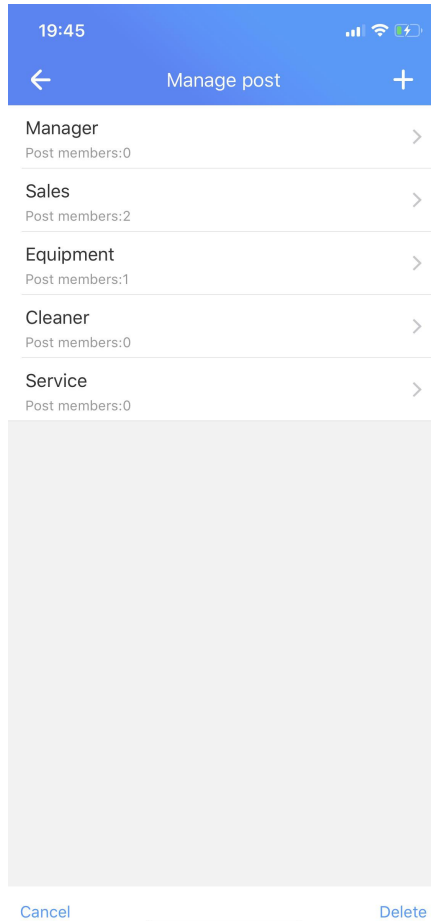 19:45
Manage post
Manager
Post members:0
Sales
Post members:2
Equipment
Post members:1
Cleaner
Post members:0
Service
Post members:0
Cancel
Delete